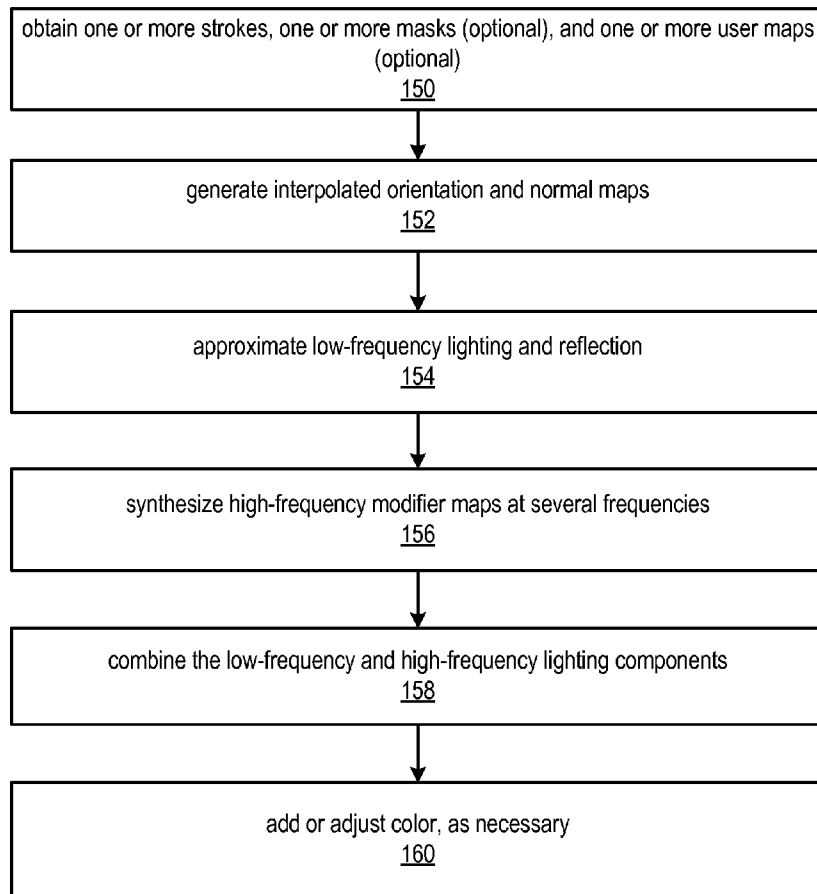 obtain one or more strokes, one or more masks (optional), and one or more user maps
(optional)
150
generate interpolated orientation and normal maps
152
approximate low-frequency lighting and reflection
154
synthesize high-frequency modifier maps at several frequencies
156
combine the low-frequency and high-frequency lighting components
158
add or adjust color, as necessary
160